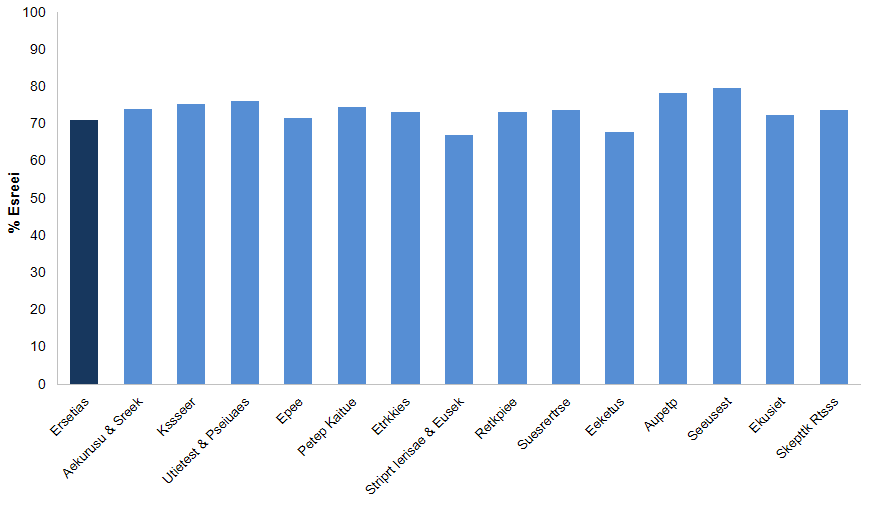 100
90
80
70
60
50
40
30
20
10
0
% Esreei
Ersetias
Aekurusu & Sreek
Kssseer
Utietest & Pseiuaes
Epee
Petep Kaitue
Etrkkies
Striprt Ierisae & Eusek
Retkpiee
Suesrertrse
Eeketus
Aupetp
Seeusest
Ekusiet
Skepttk Rtsss